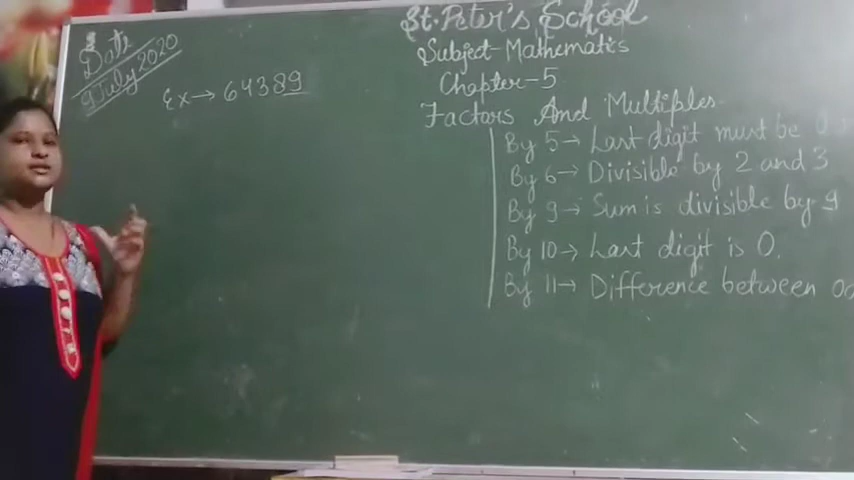 Date
9 July 2020
Ex → 64389
St. Peter's School
Subject - Mathematics
Chapter - 5
Factors And Multiples
By 5 → Last digit must be 0
By 6 → Divisible by 2 and 3
By 9 → Sum is divisible by 9
By 10 → Last digit is 0.
By 11 → Difference between